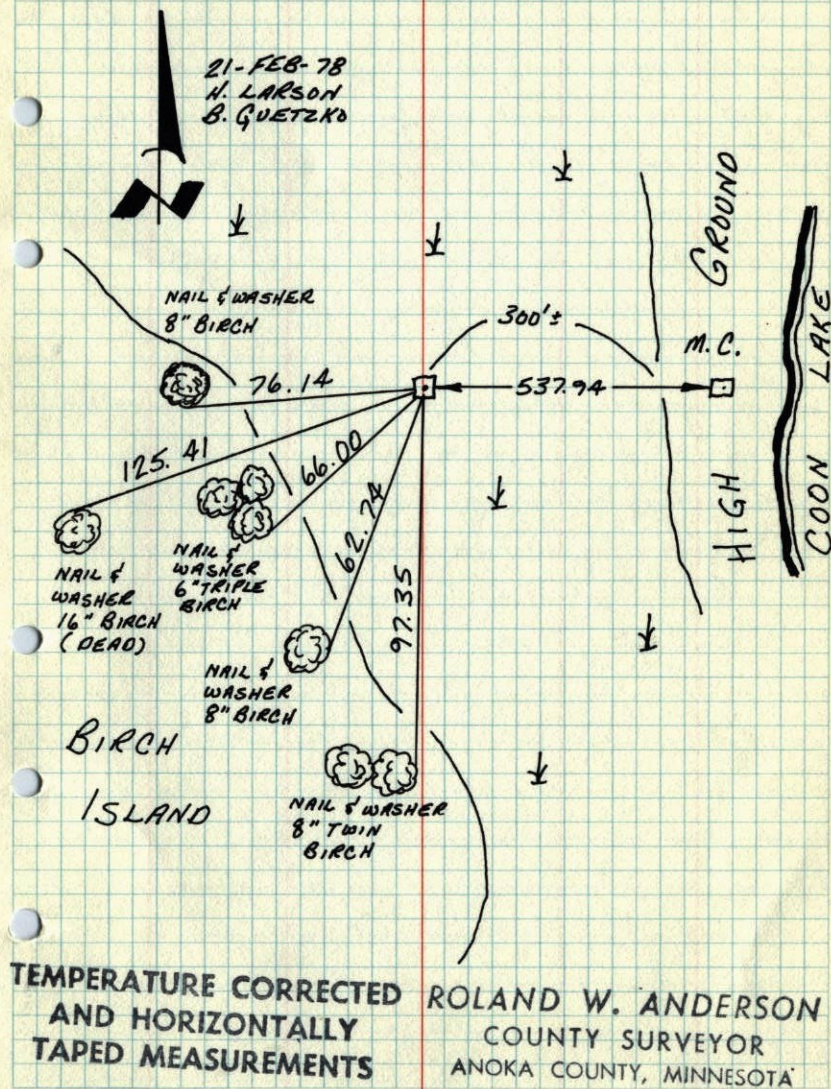 21-FEB-78
H. LARSON
B. GUETZKO
N
GROUND
NAIL & WASHER
8" BIRCH
300'±
M.C.
COON LAKE
76.14
537.94
125.41
66.00
62.74
97.35
HIGH
NAIL &
WASHER
16" BIRCH
(DEAD)
NAIL &
WASHER
6" TRIPLE
BIRCH
NAIL &
WASHER
8" BIRCH
BIRCH
ISLAND
NAIL & WASHER
8" TWIN
BIRCH
TEMPERATURE CORRECTED
AND HORIZONTALLY
TAPED MEASUREMENTS
ROLAND W. ANDERSON
COUNTY SURVEYOR
ANOKA COUNTY, MINNESOTA